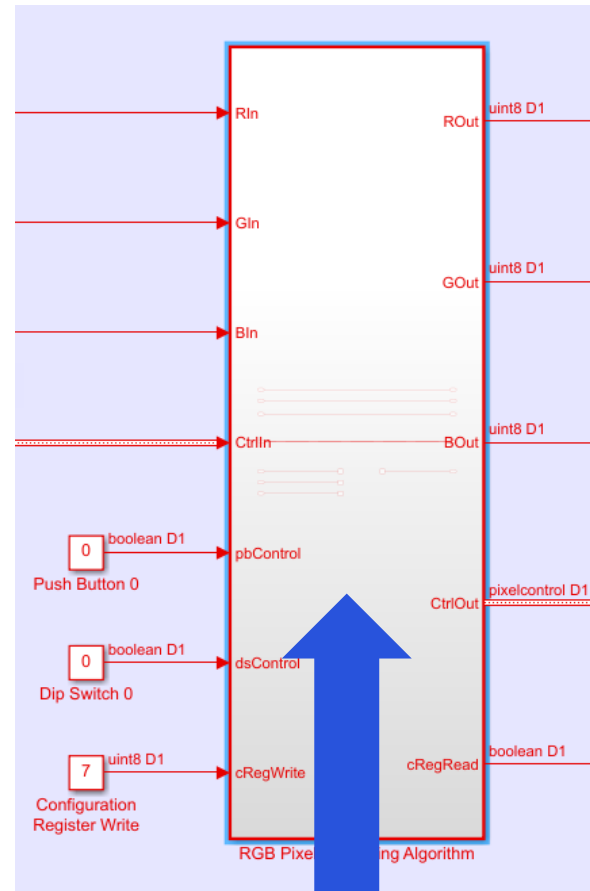 RIn
uint8 D1
ROut
GIn
uint8 D1
GOut
BIn
CtrlIn
uint8 D1
BOut
0
boolean D1
pbControl
Push Button 0
pixelcontrol D1
CtrlOut
0
boolean D1
dsControl
Dip Switch 0
7
uint8 D1
cRegWrite
Configuration
Register Write
boolean D1
cRegRead
RGB Algorithm